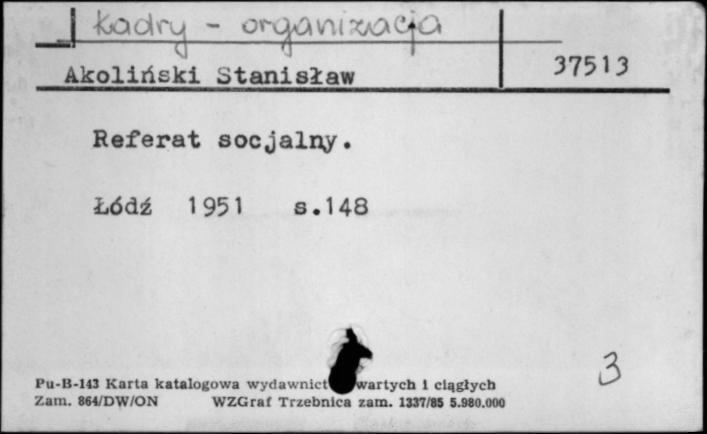 kadry - organizacja
Akoliński Stanisław 37513
Referat socjalny.
Łódź 1951 s.148
3
Pu-B-143 Karta katalogowa wydawnict wartych i ciągłych
Zam. 864/DW/ON WZGraf Trzebnica zam. 1337/85 5.980.000